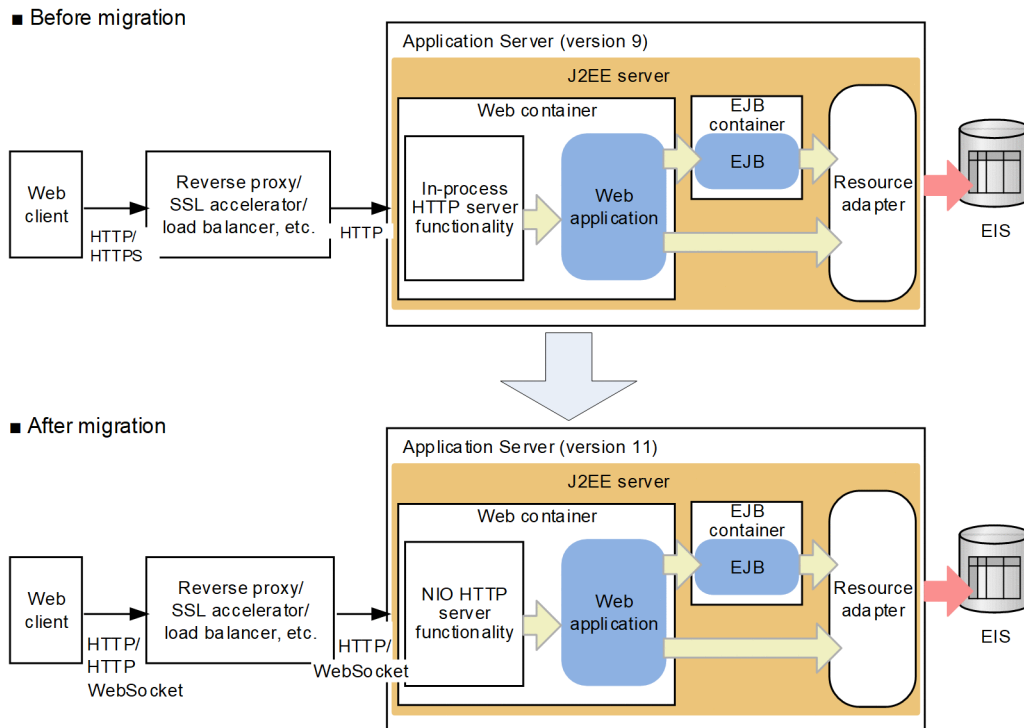 ■ Before migration
Application Server (version 9)
J2EE server
Web container
EJB
container
In-process
HTTP server
functionality
Web
application
EJB
Resource
adapter
EIS
Web
client
HTTP/
HTTPS
Reverse proxy/
SSL accelerator/
load balancer, etc.
HTTP
■ After migration
Application Server (version 11)
J2EE server
Web container
EJB
container
NIO HTTP
server
functionality
Web
application
EJB
Resource
adapter
EIS
Web
client
HTTP/
HTTP
WebSocket
Reverse proxy/
SSL accelerator/
load balancer, etc.
HTTP/
WebSocket